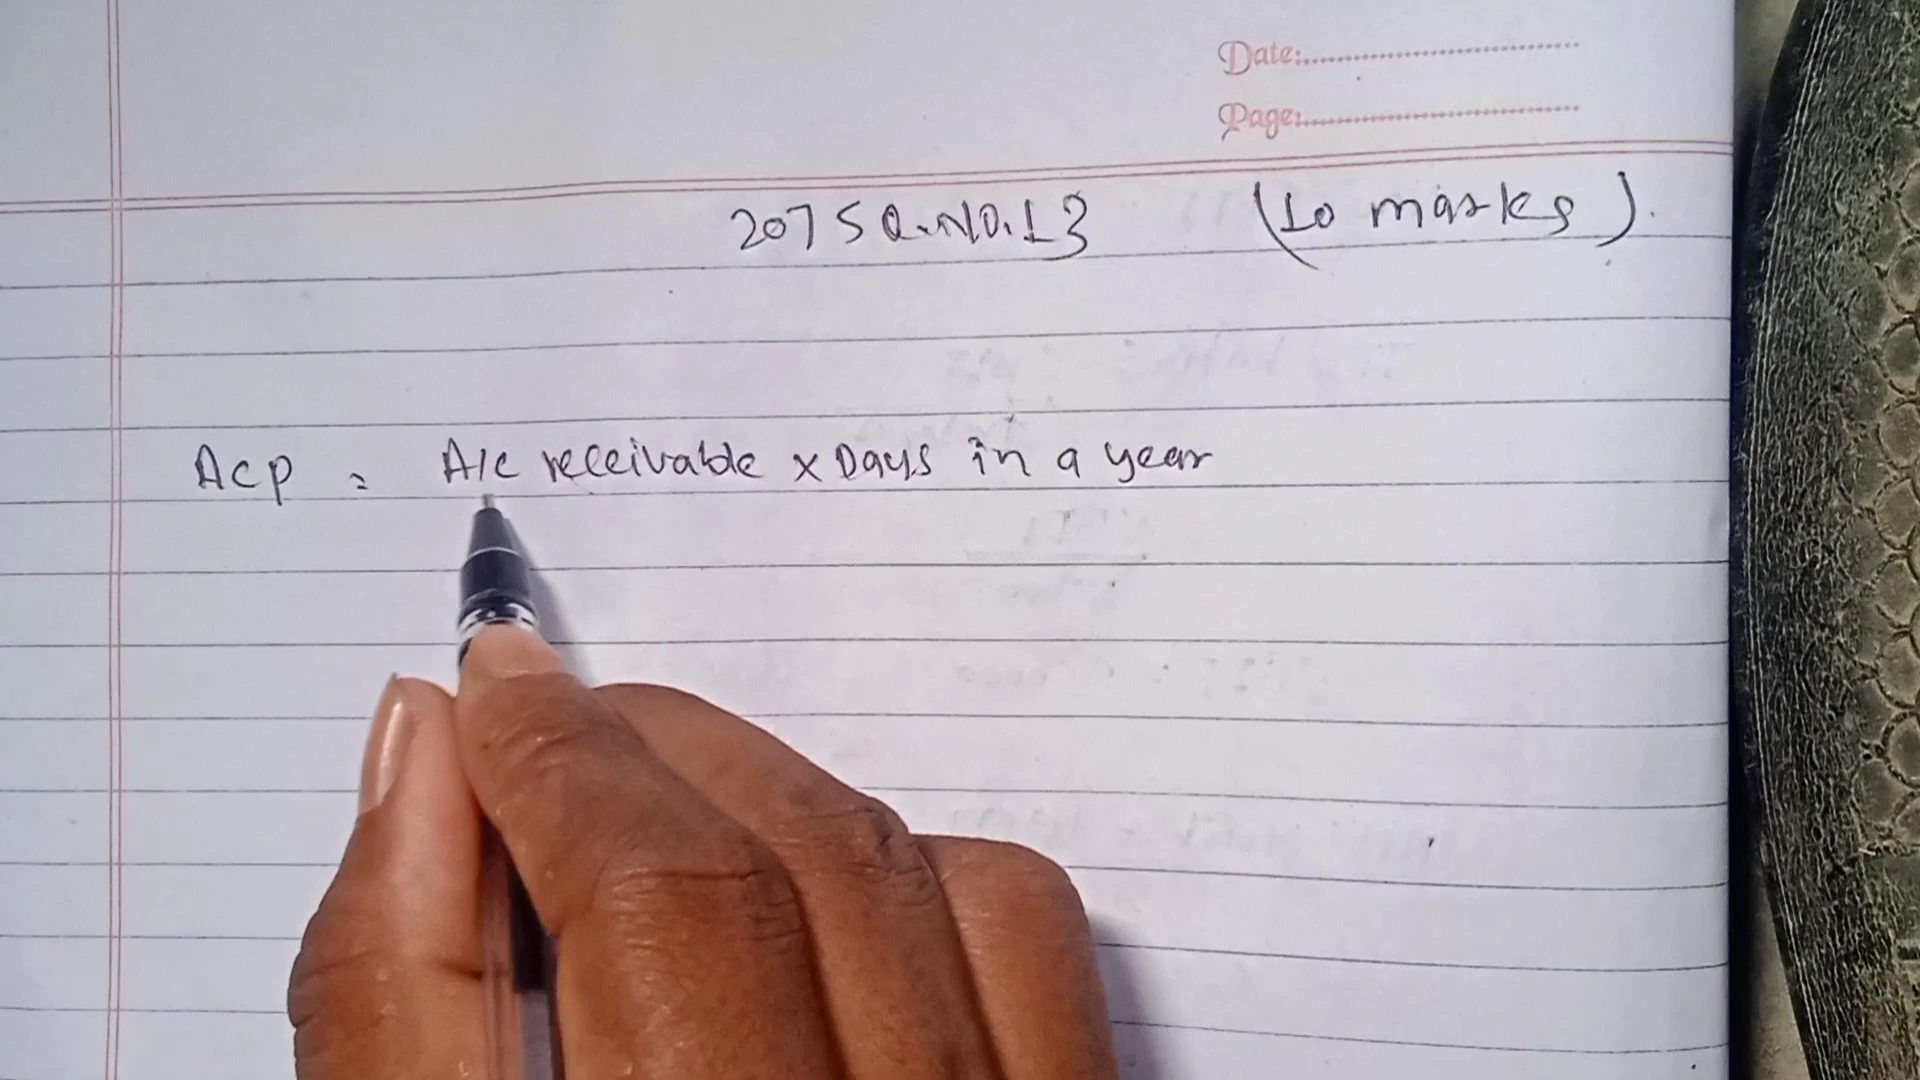 Date:
Page:
2075 Q.NO.13 (10 marks).
ACP = A/c receivable x Days in a year